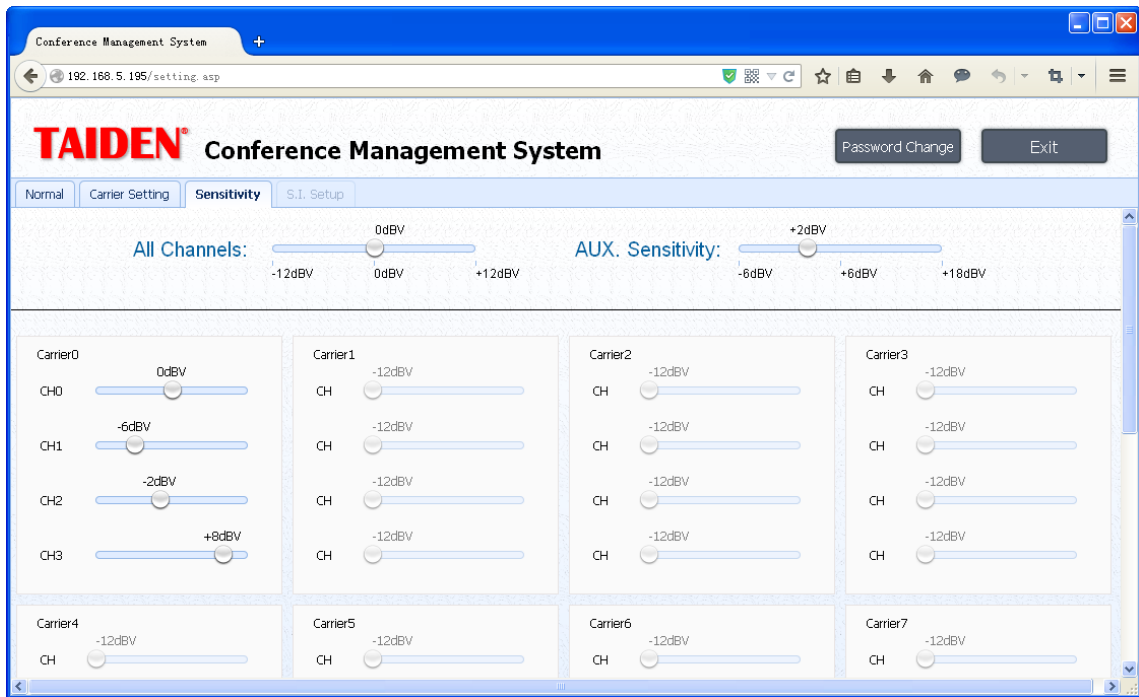 Conference Management System
192.168.5.195/setting.asp
TAIDEN® Conference Management System
Password Change
Exit
Normal
Carrier Setting
Sensitivity
S.I. Setup
All Channels:
0dBV
-12dBV 0dBV +12dBV
AUX. Sensitivity:
+2dBV
-6dBV +6dBV +18dBV
Carrier0
0dBV
CH0
-6dBV
CH1
-2dBV
CH2
+8dBV
CH3
Carrier1
-12dBV
CH
-12dBV
CH
-12dBV
CH
-12dBV
CH
Carrier2
-12dBV
CH
-12dBV
CH
-12dBV
CH
-12dBV
CH
Carrier3
-12dBV
CH
-12dBV
CH
-12dBV
CH
-12dBV
CH
Carrier4
-12dBV
CH
Carrier5
-12dBV
CH
Carrier6
-12dBV
CH
Carrier7
-12dBV
CH